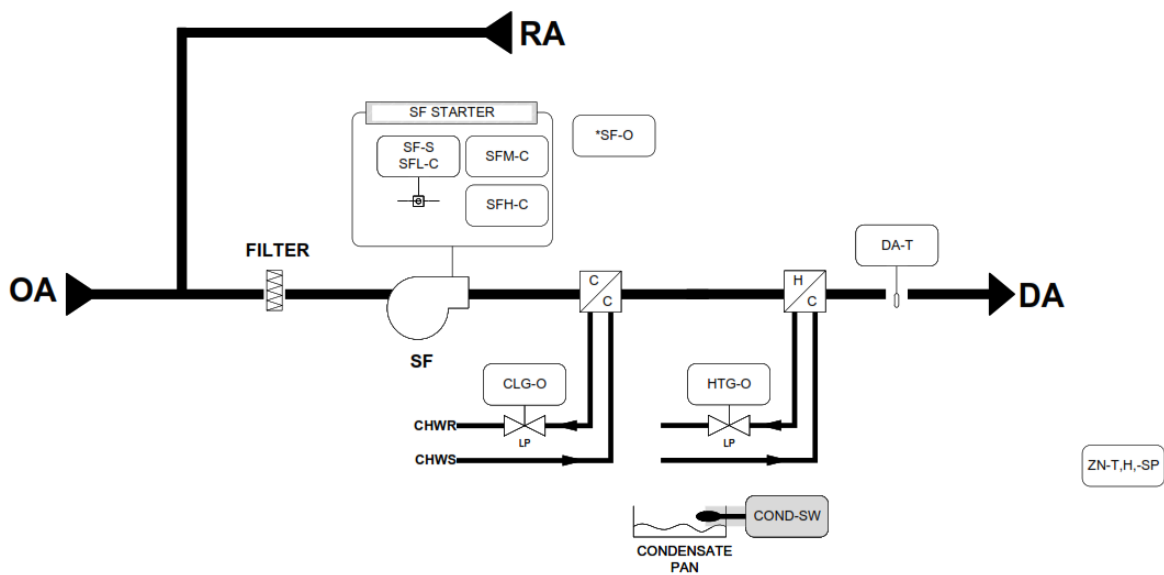 RA
SF STARTER
SF-S
SFL-C
SFM-C
*SF-O
SFH-C
FILTER
DA-T
OA
C
C
H
C
DA
SF
CLG-O
HTG-O
CHWR
LP
LP
CHWS
ZN-T,H,-SP
COND-SW
CONDENSATE
PAN